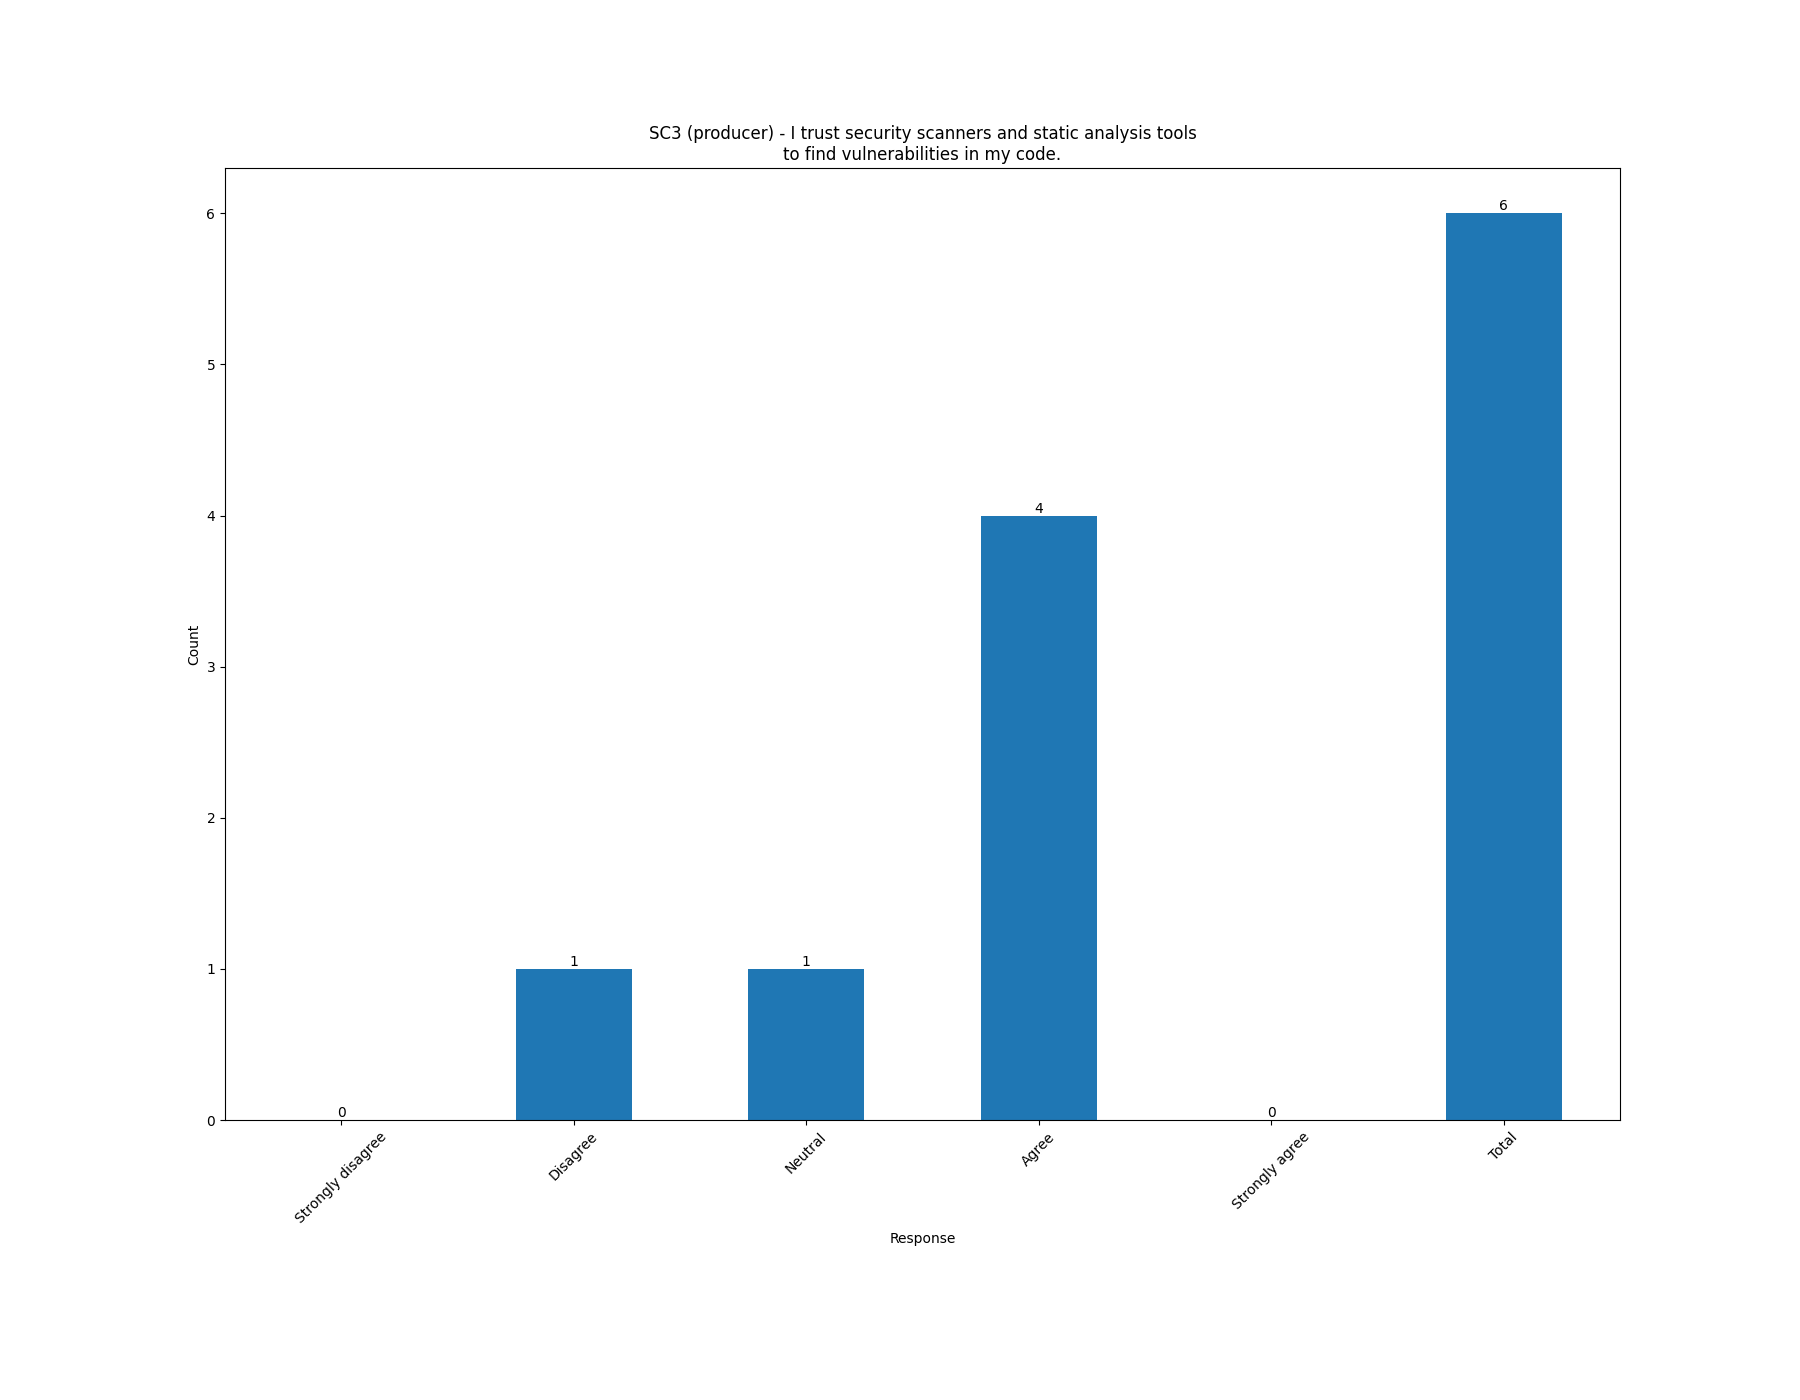 SC3 (producer) - I trust security scanners and static analysis tools
to find vulnerabilities in my code.
6
5
4
3
2
1
0
Count
0
1
1
4
0
6
Strongly disagree
Disagree
Neutral
Agree
Strongly agree
Total
Response